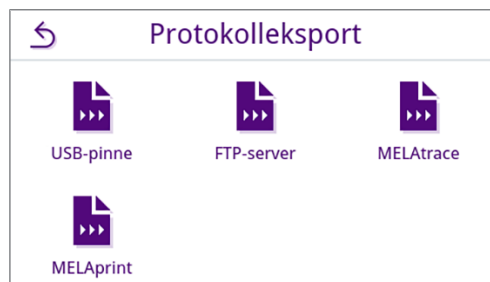 Protokolleksport
USB-pinne
FTP-server
MELAtrace
MELAprint